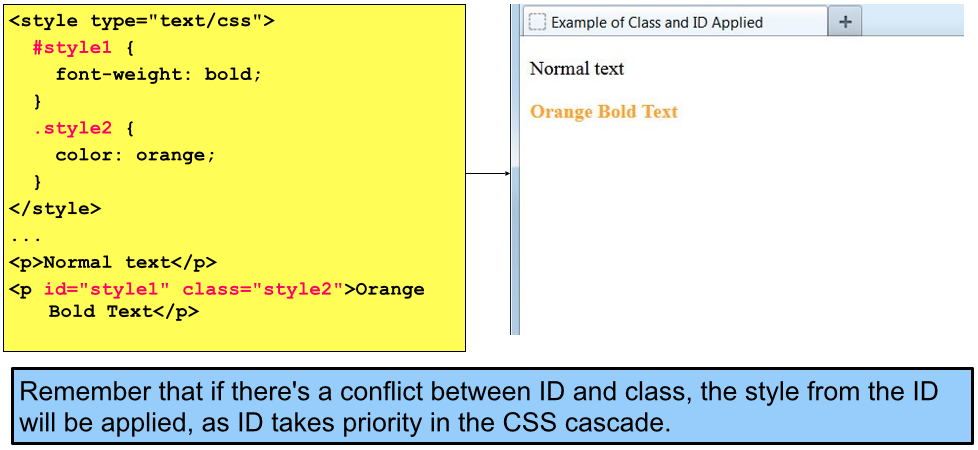 <style type="text/css">
#style1 {
font-weight: bold;
}
.style2 {
color: orange;
}
</style>
...
<p>Normal text</p>
<p id="style1" class="style2">Orange
Bold Text</p>
Example of Class and ID Applied
+
Normal text
Orange Bold Text
Remember that if there's a conflict between ID and class, the style from the ID
will be applied, as ID takes priority in the CSS cascade.